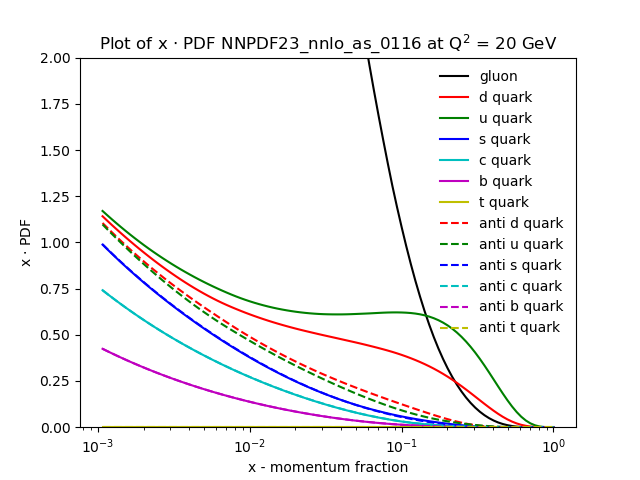 Plot of x · PDF NNPDF23_nnlo_as_0116 at Q² = 20 GeV
2.00
1.75
1.50
1.25
1.00
0.75
0.50
0.25
0.00
x · PDF
gluon
d quark
u quark
s quark
c quark
b quark
t quark
anti d quark
anti u quark
anti s quark
anti c quark
anti b quark
anti t quark
10⁻³ 10⁻² 10⁻¹ 10⁰
x - momentum fraction